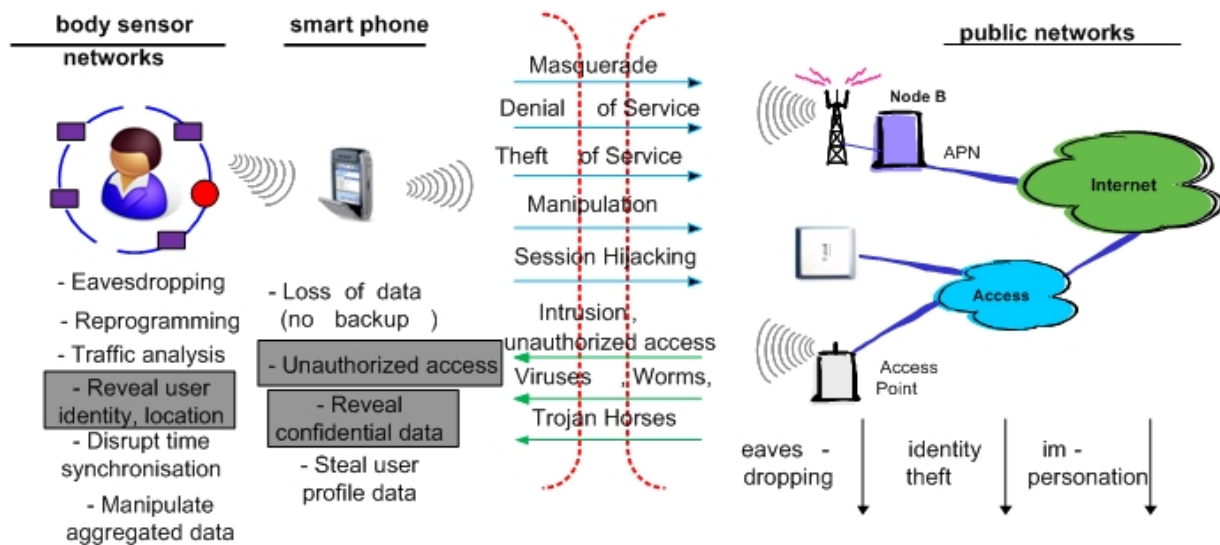 body sensor
networks
- Eavesdropping
- Reprogramming
- Traffic analysis
- Reveal user
identity, location
- Disrupt time
synchronisation
- Manipulate
aggregated data
smart phone
- Loss of data
(no backup )
- Unauthorized access
- Reveal
confidential data
- Steal user
profile data
Masquerade
Denial of Service
Theft of Service
Manipulation
Session Hijacking
Intrusion ,
unauthorized access
Viruses , Worms,
Trojan Horses
public networks
Node B
APN
Internet
Access
Access
Point
eaves -
dropping
identity
theft
im -
personation